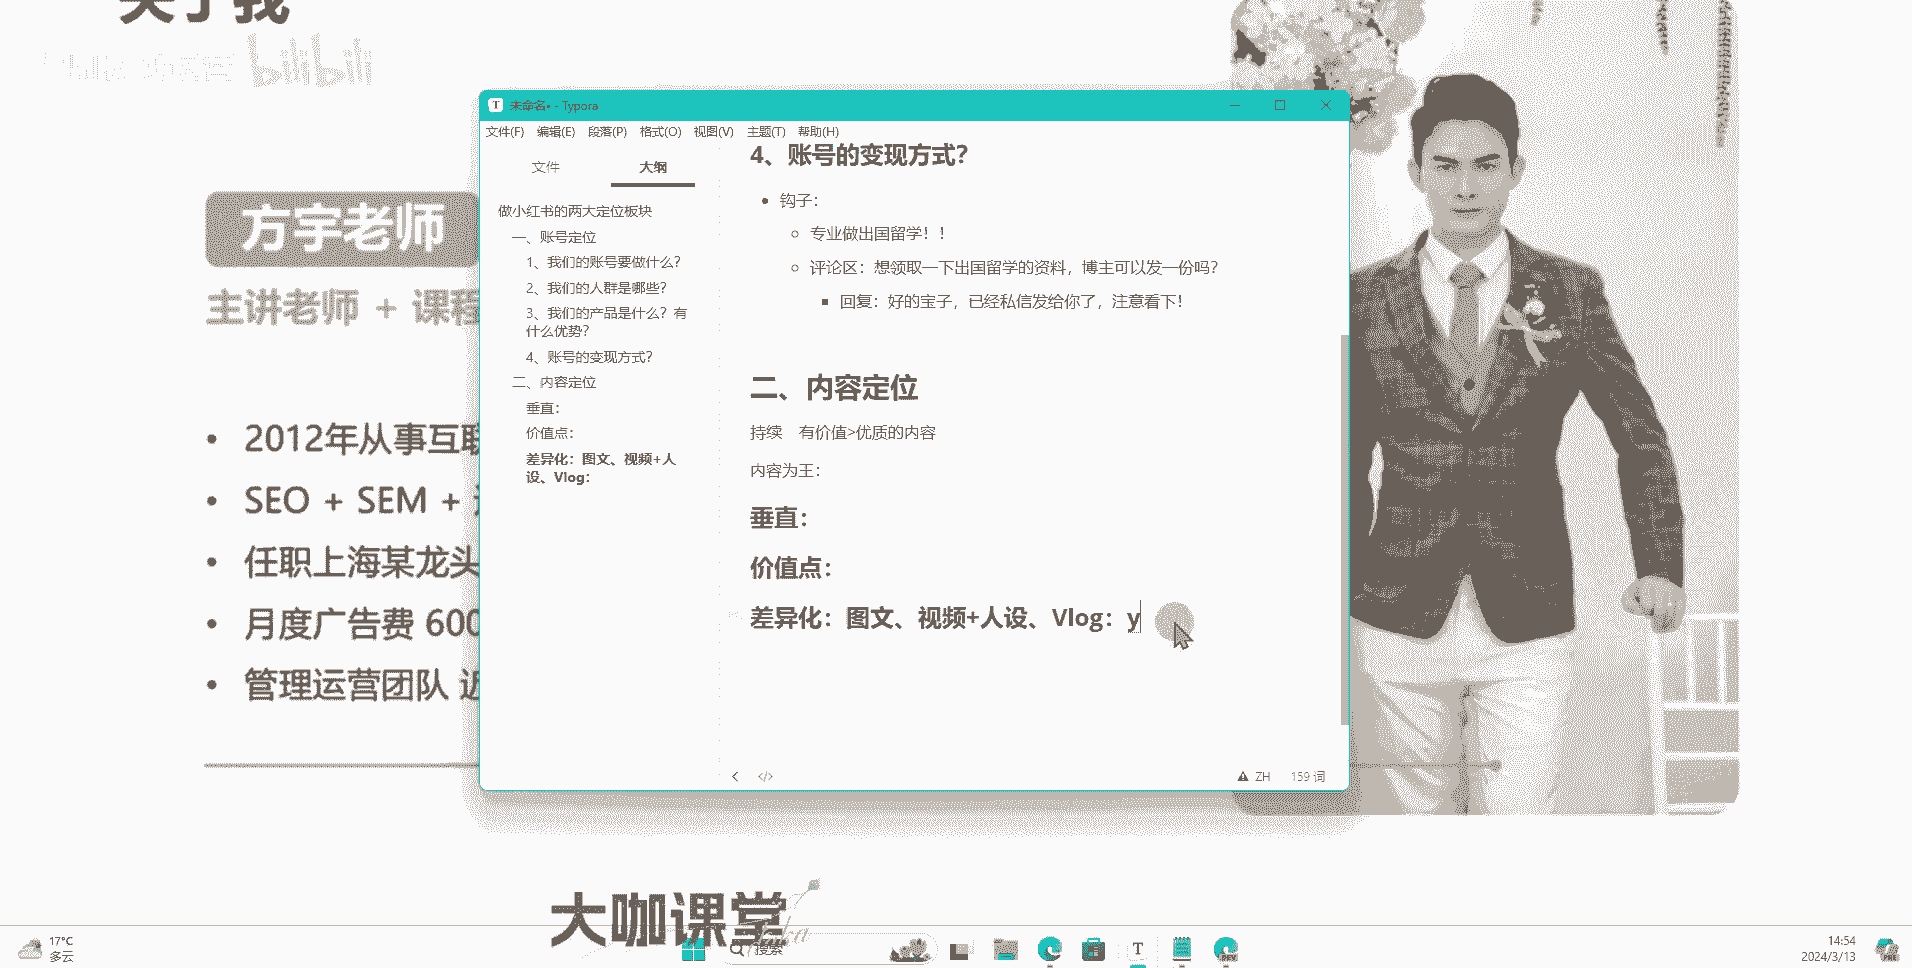 关于我
bilibili
方宇老师
主讲老师 + 课程
2012年从事互联
SEO + SEM +
任职上海某龙头
月度广告费 600
管理运营团队 近
未命名• - Typora
文件(F) 编辑(E) 段落(P) 格式(O) 视图(V) 主题(T) 帮助(H)
文件 大纲
做小红书的两大定位板块
一、账号定位
1、我们的账号要做什么?
2、我们的人群是哪些?
3、我们的产品是什么? 有
什么优势?
4、账号的变现方式?
二、内容定位
垂直:
价值点:
差异化: 图文、视频+人
设、Vlog:
4、账号的变现方式?
钩子:
专业做出国留学! !
评论区: 想领取一下出国留学的资料, 博主可以发一份吗?
回复: 好的宝子, 已经私信发给你了, 注意看下!
二、内容定位
持续 有价值>优质的内容
内容为王:
垂直:
价值点:
差异化: 图文、视频+人设、Vlog: y
</> ZH 159 词
大咖课堂
17°C
多云
搜索
14:54
2024/3/13